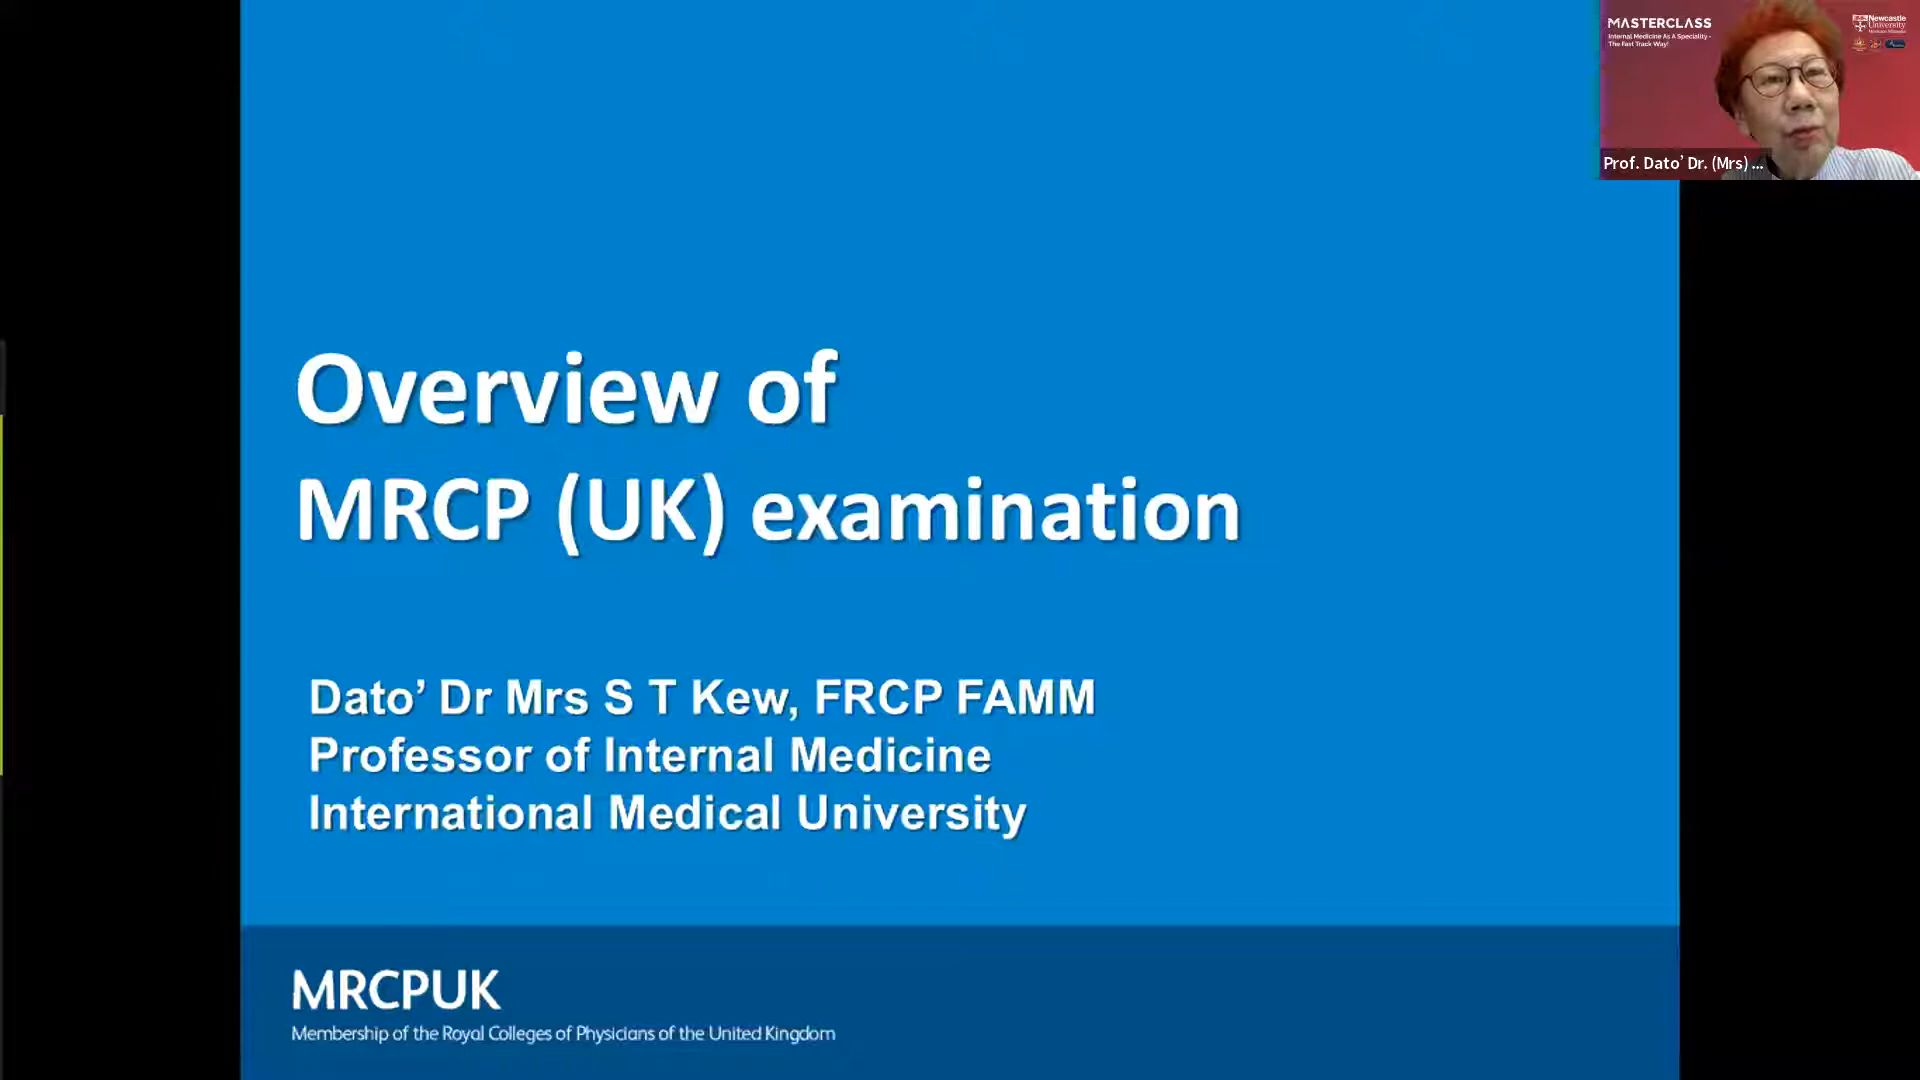 MASTERCLASS
Internal Medicine As A Speciality -
The Fast Track Way!
Newcastle
University
Prof. Dato’ Dr. (Mrs) ...
Overview of
MRCP (UK) examination
Dato’ Dr Mrs S T Kew, FRCP FAMM
Professor of Internal Medicine
International Medical University
MRCPUK
Membership of the Royal Colleges of Physicians of the United Kingdom